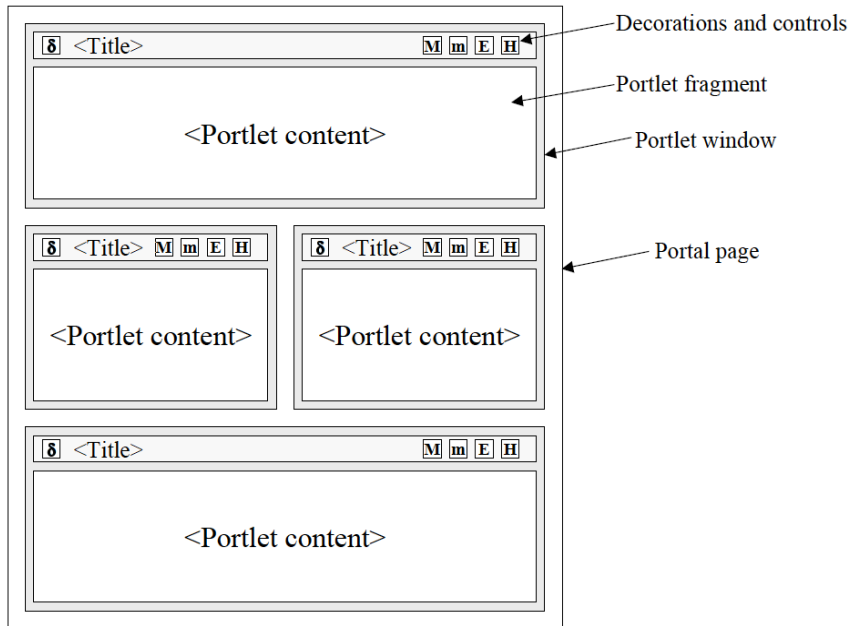 Decorations and controls
δ <Title> M m E H
Portlet fragment
<Portlet content>
Portlet window
δ <Title> M m E H
δ <Title> M m E H
Portal page
<Portlet content>
<Portlet content>
δ <Title> M m E H
<Portlet content>